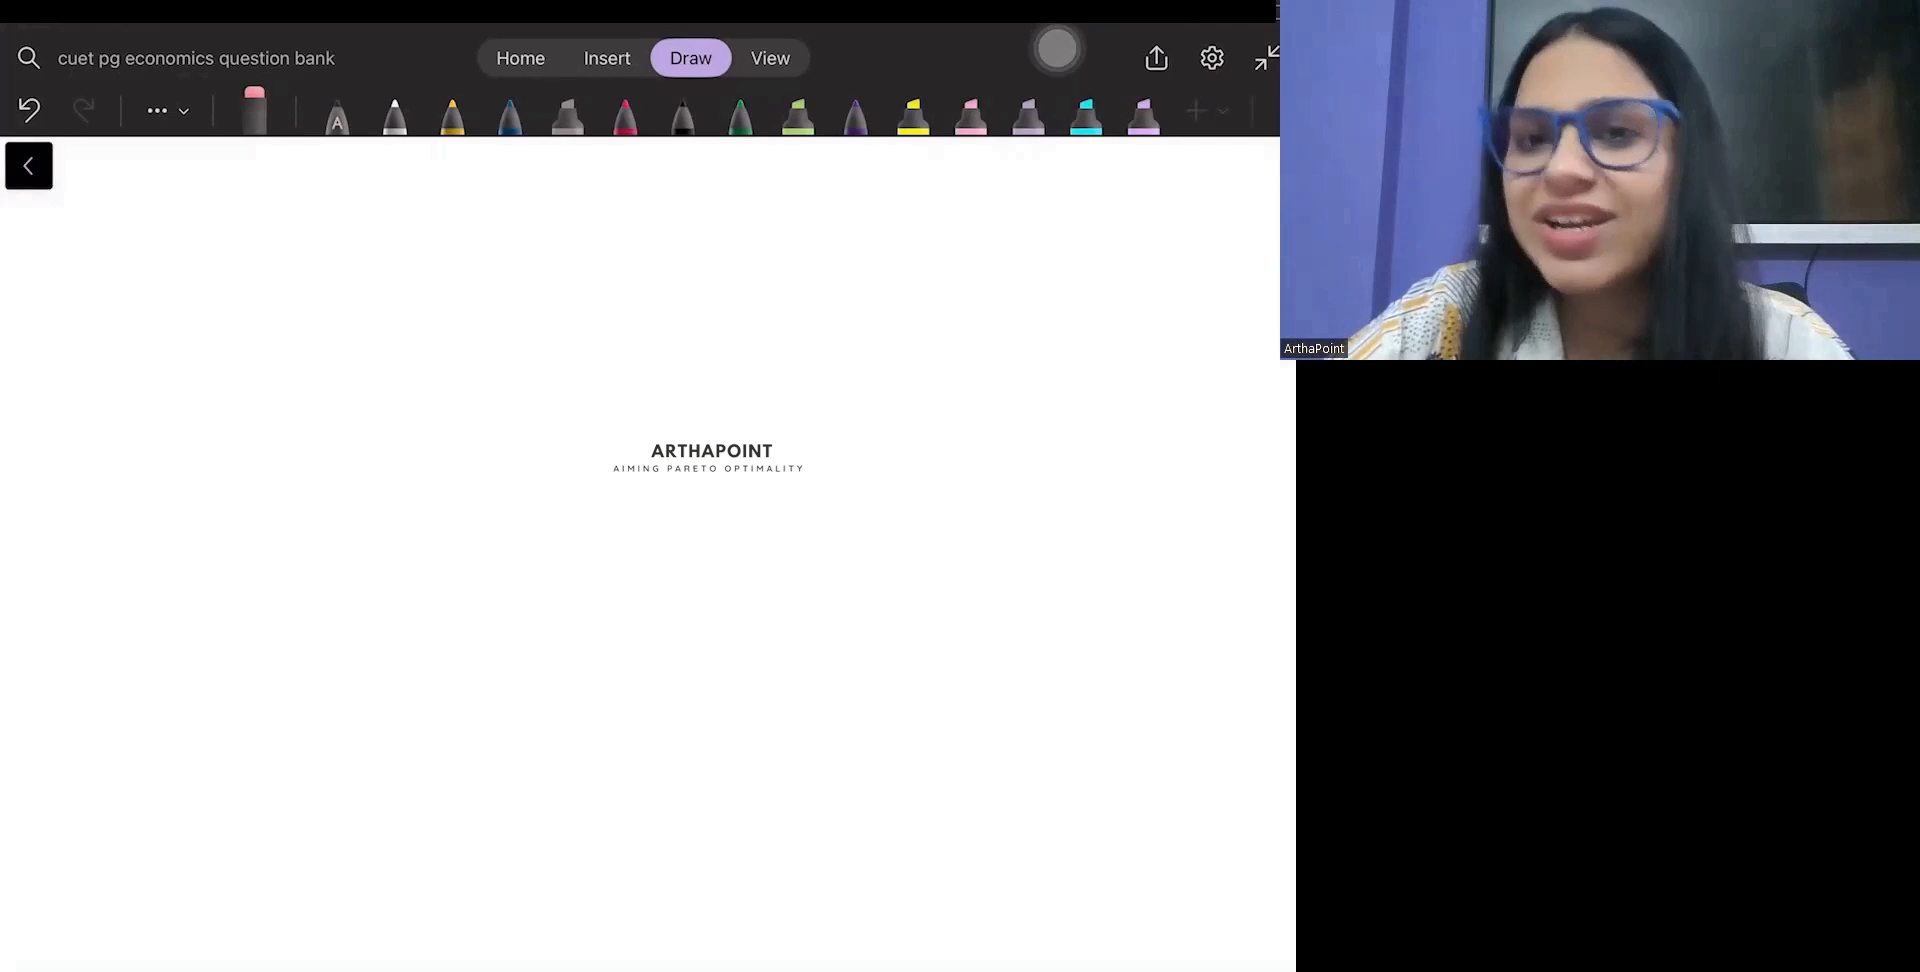 cuet pg economics question bank
Home Insert Draw View
A
ARTHAPOINT
AIMING PARETO OPTIMALITY
ArthaPoint